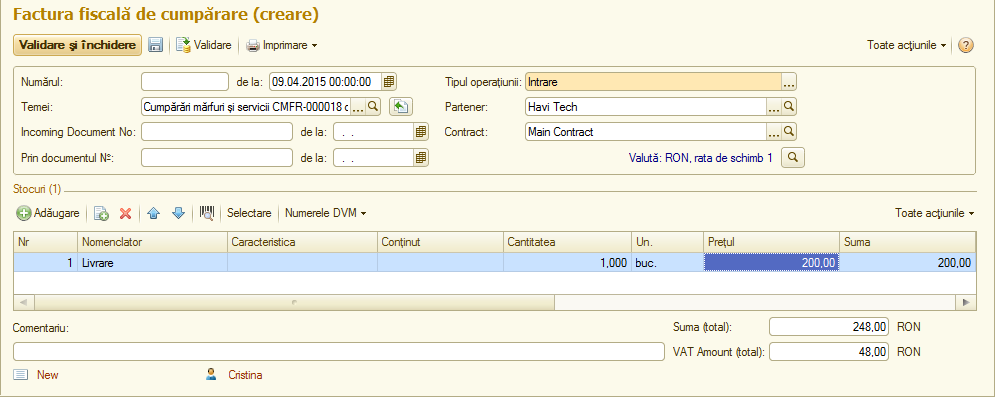 Factura fiscală de cumpărare (creare)
Validare și închidere Validare Imprimare Toate acțiunile ?
Numărul: de la: 09.04.2015 00:00:00 Tipul operațiunii: Intrare ...
Temei: Cumpărări mărfuri și servicii CMFR-000018 c ... Partener: Havi Tech ...
Incoming Document No: de la: . . Contract: Main Contract ...
Prin documentul №: de la: . . Valută: RON, rata de schimb 1
Stocuri (1)
Adăugare Selectare Numerele DVM Toate acțiunile
Nr Nomenclator Caracteristica Conținut Cantitatea Un. Prețul Suma
1 Livrare 1,000 buc. 200,00 200,00
Comentariu: Suma (total): 248,00 RON
VAT Amount (total): 48,00 RON
New Cristina